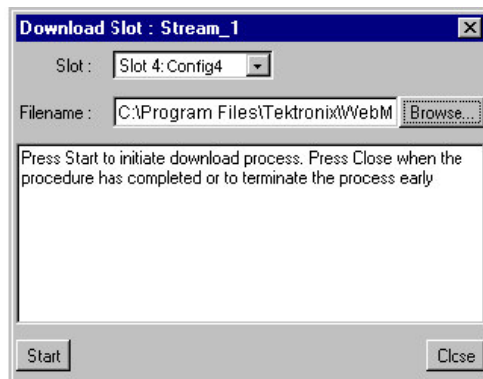 Download Slot : Stream_1
Slot : Slot 4: Config4
Filename : C:\Program Files\Tektronix\WebM Browse...
Press Start to initiate download process. Press Close when the
procedure has completed or to terminate the process early
Start Close